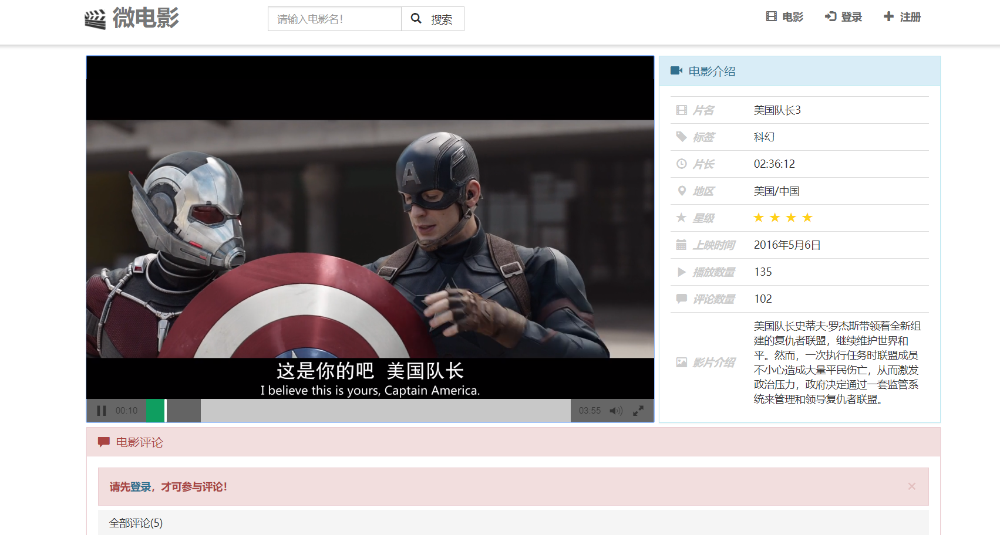 微电影
请输入电影名！
搜索
电影
登录
注册
A
这是你的吧 美国队长
I believe this is yours, Captain America.
00:10
03:55
电影介绍
片名 美国队长3
标签 科幻
片长 02:36:12
地区 美国/中国
星级 ★ ★ ★ ★
上映时间 2016年5月6日
播放数量 135
评论数量 102
影片介绍
美国队长史蒂夫·罗杰斯带领着全新组
建的复仇者联盟，继续维护世界和
平。然而，一次执行任务时联盟成员
不小心造成大量平民伤亡，从而激发
政治压力，政府决定通过一套监管系
统来管理和领导复仇者联盟。
电影评论
请先登录，才可参与评论！
×
全部评论(5)